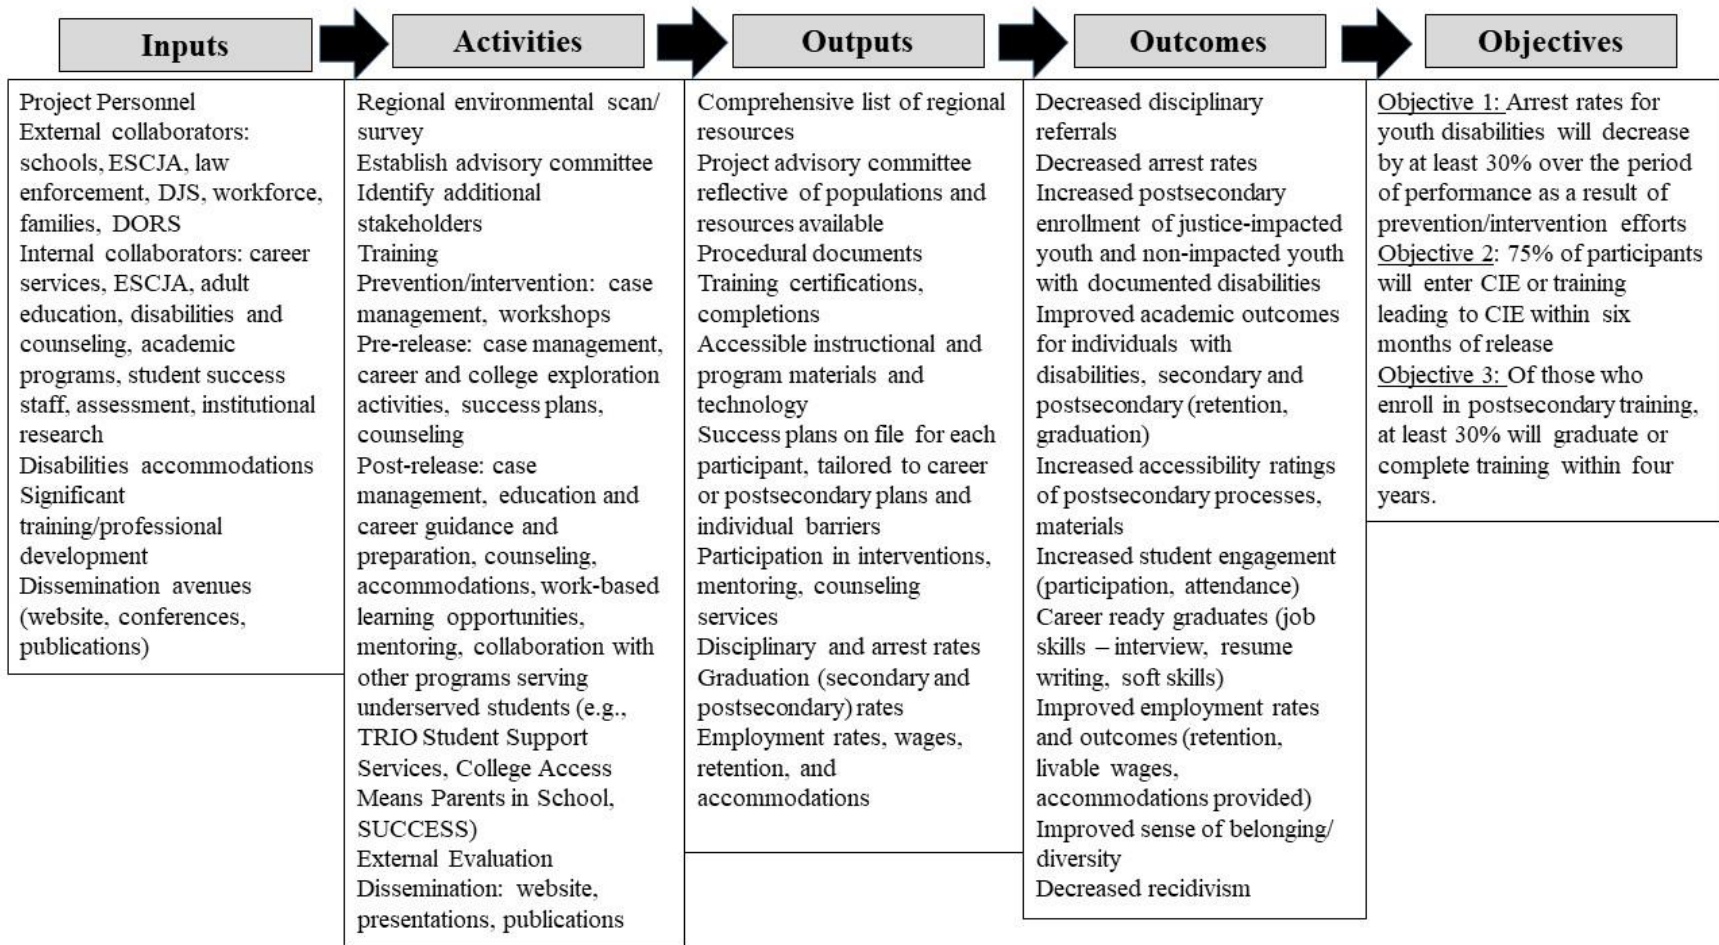 Inputs
Activities
Outputs
Outcomes
Objectives
Project Personnel
External collaborators:
schools, ESCJA, law
enforcement, DJS, workforce,
families, DORS
Internal collaborators: career
services, ESCJA, adult
education, disabilities and
counseling, academic
programs, student success
staff, assessment, institutional
research
Disabilities accommodations
Significant
training/professional
development
Dissemination avenues
(website, conferences,
publications)
Regional environmental scan/
survey
Establish advisory committee
Identify additional
stakeholders
Training
Prevention/intervention: case
management, workshops
Pre-release: case management,
career and college exploration
activities, success plans,
counseling
Post-release: case
management, education and
career guidance and
preparation, counseling,
accommodations, work-based
learning opportunities,
mentoring, collaboration with
other programs serving
underserved students (e.g.,
TRIO Student Support
Services, College Access
Means Parents in School,
SUCCESS)
External Evaluation
Dissemination: website,
presentations, publications
Comprehensive list of regional
resources
Project advisory committee
reflective of populations and
resources available
Procedural documents
Training certifications,
completions
Accessible instructional and
program materials and
technology
Success plans on file for each
participant, tailored to career
or postsecondary plans and
individual barriers
Participation in interventions,
mentoring, counseling
services
Disciplinary and arrest rates
Graduation (secondary and
postsecondary) rates
Employment rates, wages,
retention, and
accommodations
Decreased disciplinary
referrals
Decreased arrest rates
Increased postsecondary
enrollment of justice-impacted
youth and non-impacted youth
with documented disabilities
Improved academic outcomes
for individuals with
disabilities, secondary and
postsecondary (retention,
graduation)
Increased accessibility ratings
of postsecondary processes,
materials
Increased student engagement
(participation, attendance)
Career ready graduates (job
skills – interview, resume
writing, soft skills)
Improved employment rates
and outcomes (retention,
livable wages,
accommodations provided)
Improved sense of belonging/
diversity
Decreased recidivism
Objective 1: Arrest rates for
youth disabilities will decrease
by at least 30% over the period
of performance as a result of
prevention/intervention efforts
Objective 2: 75% of participants
will enter CIE or training
leading to CIE within six
months of release
Objective 3: Of those who
enroll in postsecondary training,
at least 30% will graduate or
complete training within four
years.